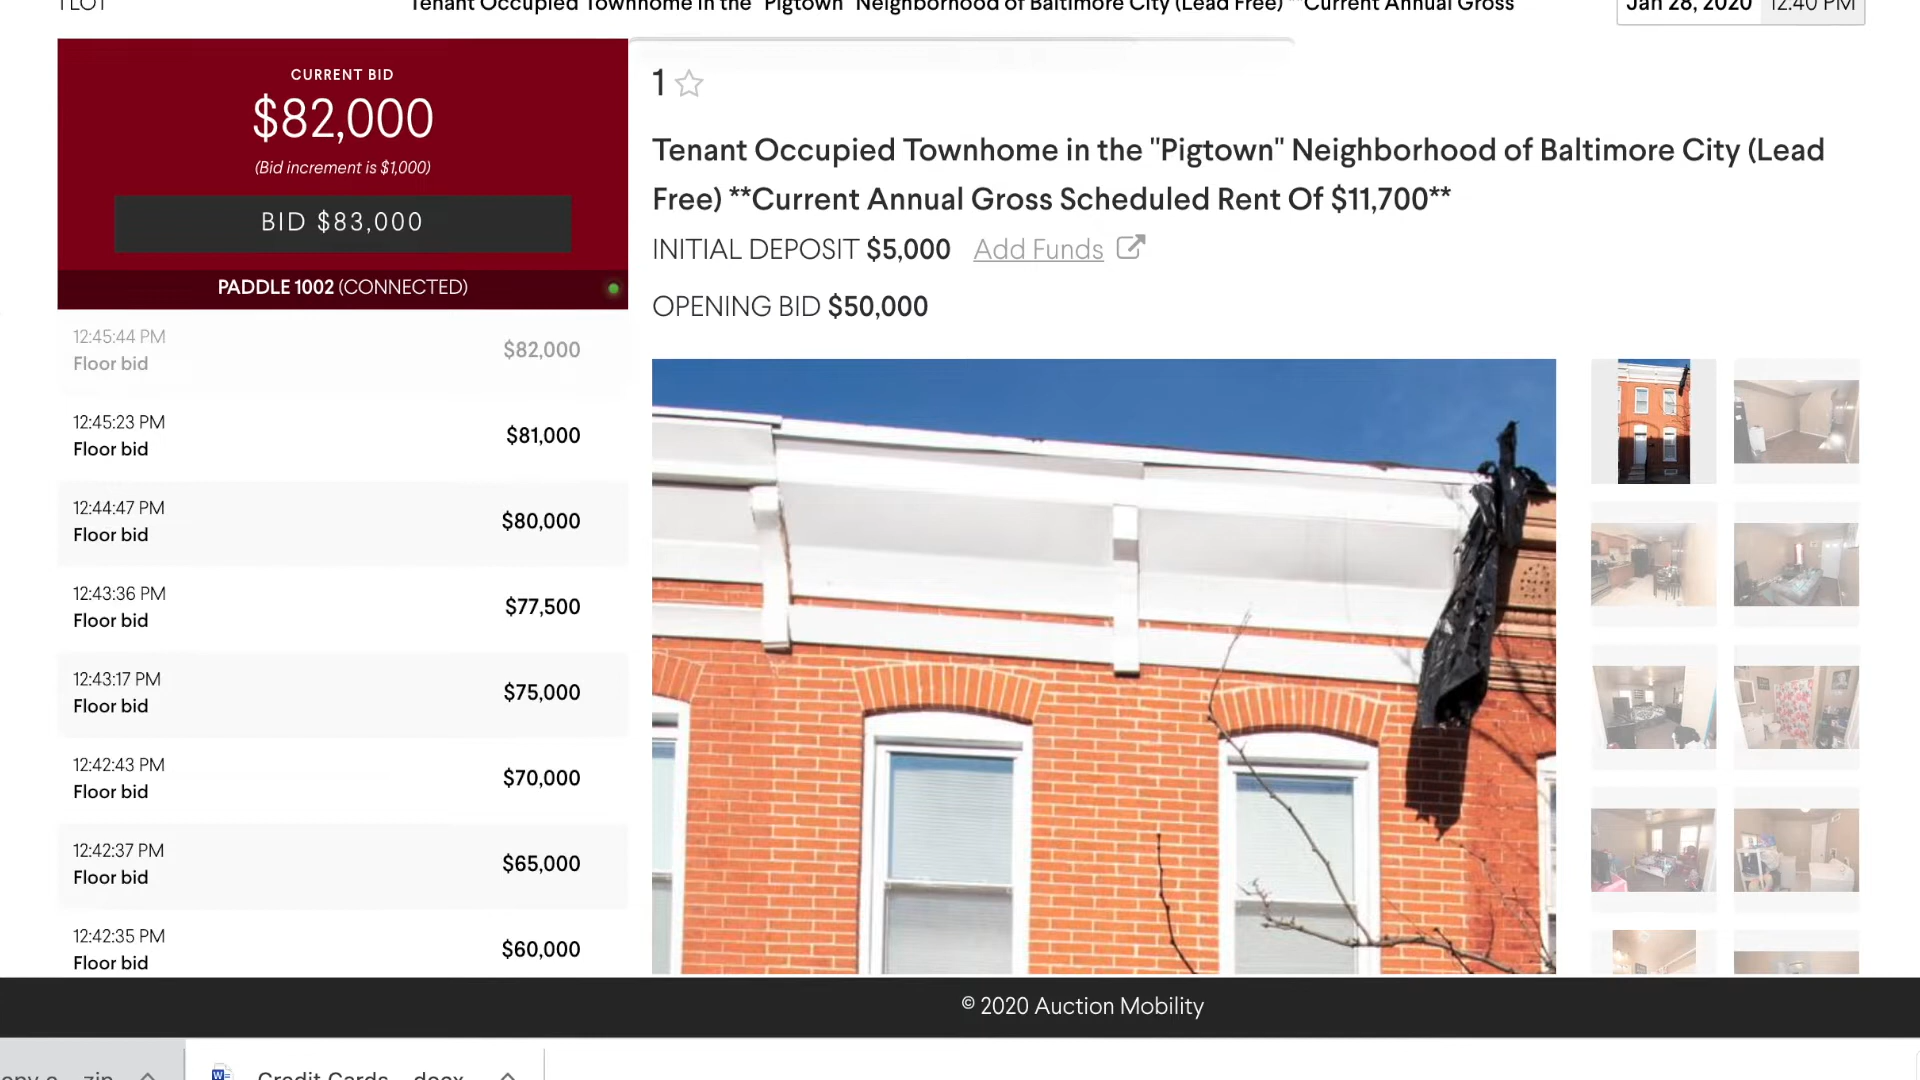 1 LOT
Tenant Occupied Townhome in the "Pigtown" Neighborhood of Baltimore City (Lead Free) **Current Annual Gross
Jan 28, 2020 12:40 PM
CURRENT BID
$82,000
(Bid increment is $1,000)
BID $83,000
PADDLE 1002 (CONNECTED)
12:45:44 PM
Floor bid
$82,000
12:45:23 PM
Floor bid
$81,000
12:44:47 PM
Floor bid
$80,000
12:43:36 PM
Floor bid
$77,500
12:43:17 PM
Floor bid
$75,000
12:42:43 PM
Floor bid
$70,000
12:42:37 PM
Floor bid
$65,000
12:42:35 PM
Floor bid
$60,000
1
Tenant Occupied Townhome in the "Pigtown" Neighborhood of Baltimore City (Lead
Free) **Current Annual Gross Scheduled Rent Of $11,700**
INITIAL DEPOSIT $5,000 Add Funds
OPENING BID $50,000
© 2020 Auction Mobility
Credit Cards....docx